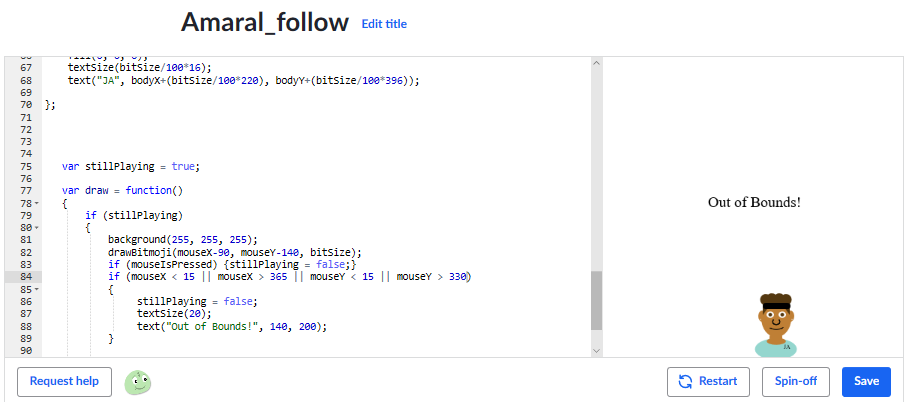 Amaral_follow Edit title
67 textSize(bitSize/100*16);
68 text("JA", bodyX+(bitSize/100*220), bodyY+(bitSize/100*396));
69
70 };
71
72
73
74
75 var stillPlaying = true;
76
77 var draw = function()
78 {
79 if (stillPlaying)
80 {
81 background(255, 255, 255);
82 drawBitmoji(mouseX-90, mouseY-140, bitSize);
83 if (mouseIsPressed) {stillPlaying = false;}
84 if (mouseX < 15 || mouseX > 365 || mouseY < 15 || mouseY > 330)
85 {
86 stillPlaying = false;
87 textSize(20);
88 text("Out of Bounds!", 140, 200);
89 }
90
Out of Bounds!
JA
Request help
Restart
Spin-off
Save